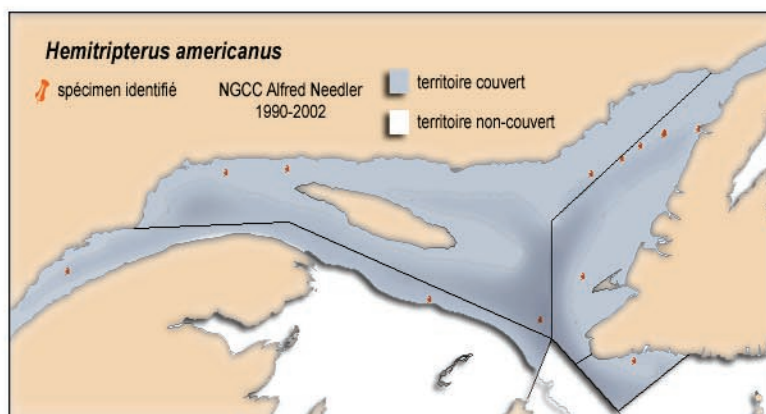 Hemitripterus americanus
spécimen identifié
NGCC Alfred Needler
1990-2002
territoire couvert
territoire non-couvert